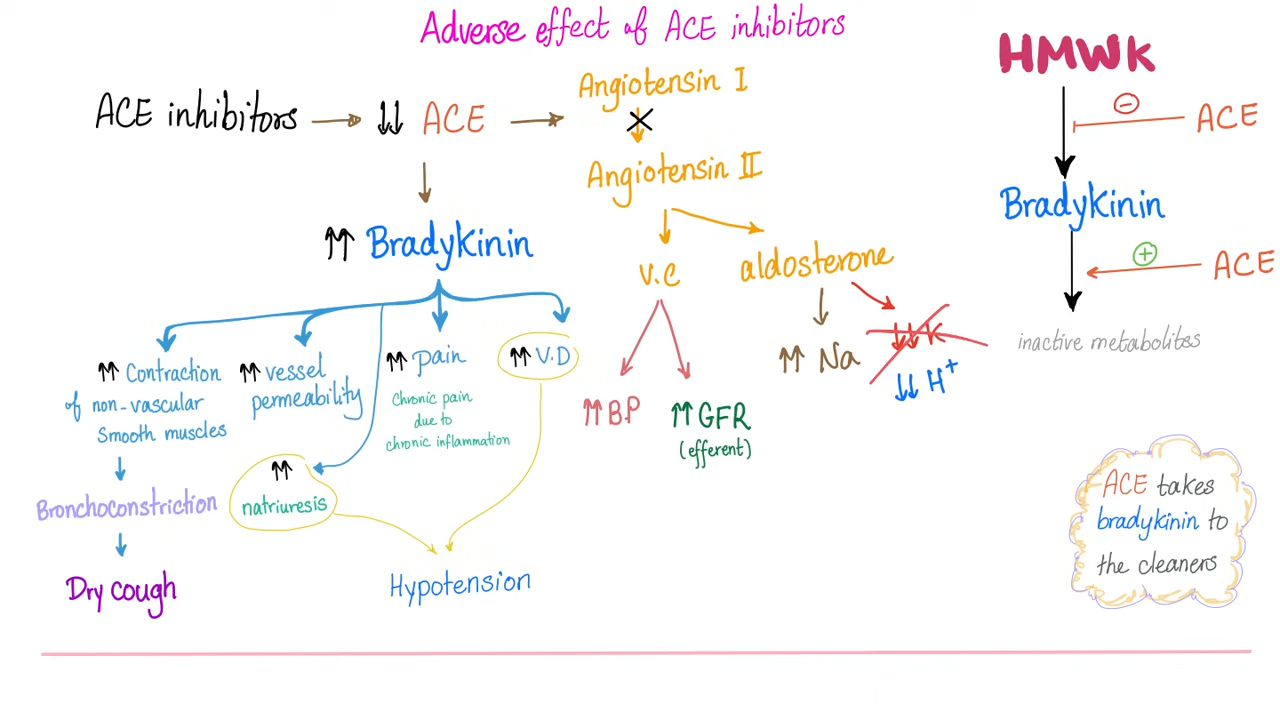 Adverse effect of ACE inhibitors
ACE inhibitors → ↓↓ ACE →
Angiotensin I
X
Angiotensin II
V.C
aldosterone
↑↑ BP
↑↑ GFR
(efferent)
↑↑ Na
↓↓ K
↓↓ H⁺
↑↑ Bradykinin
↑↑ Contraction
of non-vascular
Smooth muscles
Bronchoconstriction
Dry cough
↑↑ vessel
permeability
↑↑
natriuresis
↑↑ pain
Chronic pain
due to
chronic inflammation
↑↑ V.D
Hypotension
HMWK
⊖ ACE
Bradykinin
⊕ ACE
inactive metabolites
ACE takes
bradykinin to
the cleaners